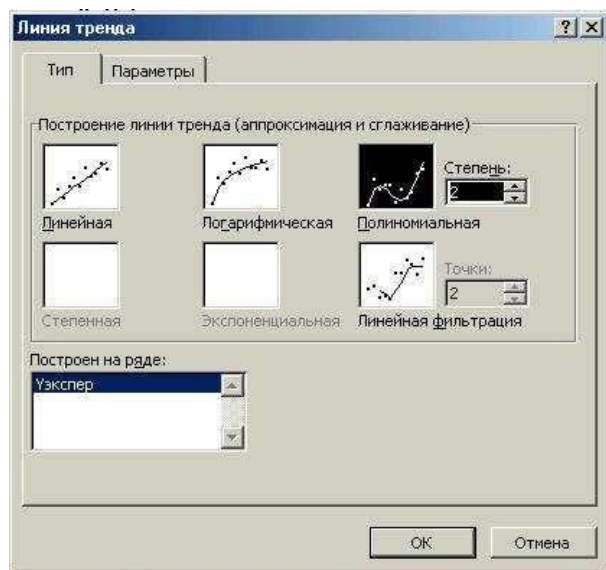 Линия тренда
Тип Параметры
Построение линии тренда (аппроксимация и сглаживание)
Степень:
2
Линейная Логарифмическая Полиномиальная
Точки:
2
Степенная Экспоненциальная Линейная фильтрация
Построен на ряде:
Yэкспер
ОК Отмена